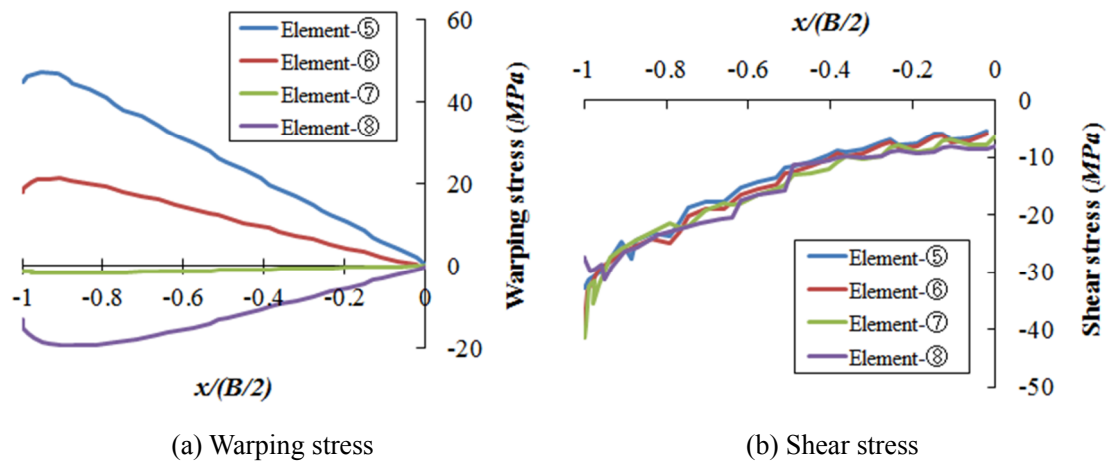 60
40
20
0
-20
-1
-0.8
-0.6
-0.4
-0.2
0
Element-⑤
Element-⑥
Element-⑦
Element-⑧
Warping stress (MPa)
x/(B/2)
(a) Warping stress
x/(B/2)
-1
-0.8
-0.6
-0.4
-0.2
0
0
-10
-20
-30
-40
-50
Element-⑤
Element-⑥
Element-⑦
Element-⑧
Shear stress (MPa)
(b) Shear stress